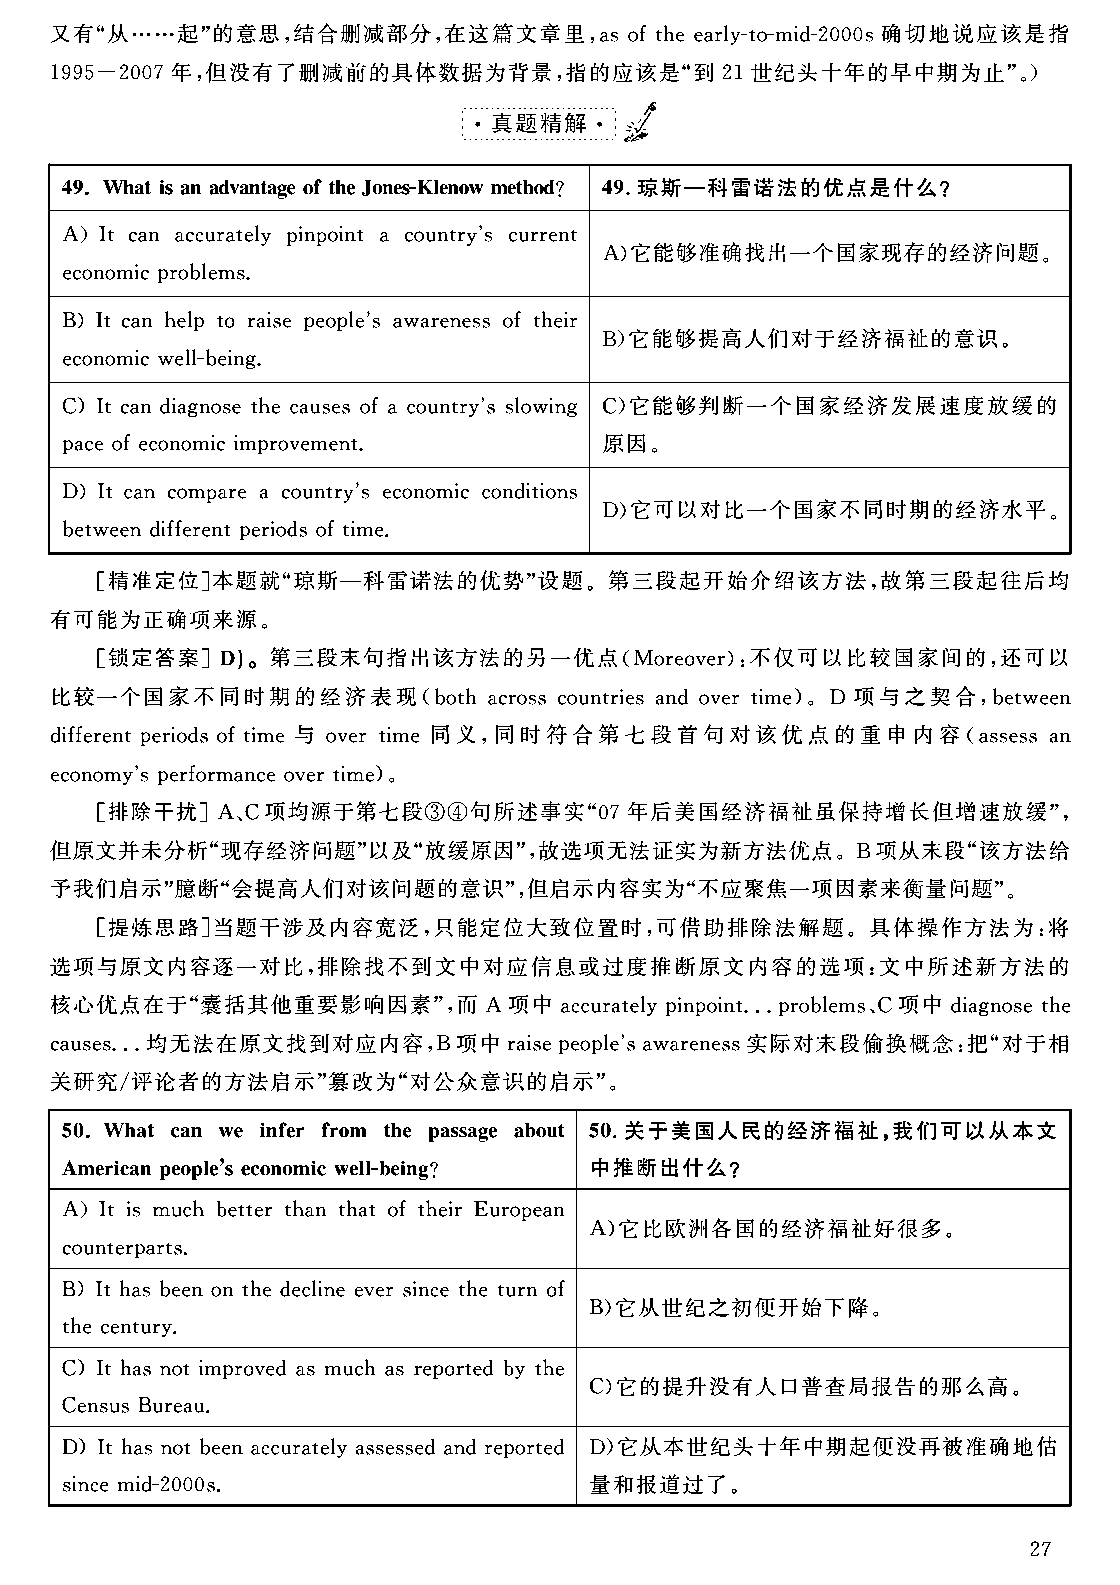 又有“从……起”的意思,结合删减部分,在这篇文章里,as of the early-to-mid-2000s 确切地说应该是指
1995—2007 年,但没有了删减前的具体数据为背景,指的应该是“到 21 世纪头十年的早中期为止”。)
·真题精解·
49. What is an advantage of the Jones-Klenow method?
49. 琼斯—科雷诺法的优点是什么?
A) It can accurately pinpoint a country's current
economic problems.
A)它能够准确找出一个国家现存的经济问题。
B) It can help to raise people's awareness of their
economic well-being.
B)它能够提高人们对于经济福祉的意识。
C) It can diagnose the causes of a country's slowing
pace of economic improvement.
C)它能够判断一个国家经济发展速度放缓的
原因。
D) It can compare a country's economic conditions
between different periods of time.
D)它可以对比一个国家不同时期的经济水平。
[精准定位]本题就“琼斯—科雷诺法的优势”设题。第三段起开始介绍该方法,故第三段起往后均
有可能为正确项来源。
[锁定答案] D)。第三段末句指出该方法的另一优点(Moreover):不仅可以比较国家间的,还可以
比较一个国家不同时期的经济表现(both across countries and over time)。D 项与之契合,between
different periods of time 与 over time 同义,同时符合第七段首句对该优点的重申内容(assess an
economy's performance over time)。
[排除干扰] A、C 项均源于第七段③④句所述事实“07 年后美国经济福祉虽保持增长但增速放缓”,
但原文并未分析“现存经济问题”以及“放缓原因”,故选项无法证实为新方法优点。B项从末段“该方法给
予我们启示”臆断“会提高人们对该问题的意识”,但启示内容实为“不应聚焦一项因素来衡量问题”。
[提炼思路]当题干涉及内容宽泛,只能定位大致位置时,可借助排除法解题。具体操作方法为:将
选项与原文内容逐一对比,排除找不到文中对应信息或过度推断原文内容的选项:文中所述新方法的
核心优点在于“囊括其他重要影响因素”,而 A 项中 accurately pinpoint... problems、C 项中 diagnose the
causes... 均无法在原文找到对应内容,B 项中 raise people's awareness 实际对末段偷换概念:把“对于相
关研究/评论者的方法启示”篡改为“对公众意识的启示”。
50. What can we infer from the passage about
American people's economic well-being?
50. 关于美国人民的经济福祉,我们可以从本文
中推断出什么?
A) It is much better than that of their European
counterparts.
A)它比欧洲各国的经济福祉好很多。
B) It has been on the decline ever since the turn of
the century.
B)它从世纪之初便开始下降。
C) It has not improved as much as reported by the
Census Bureau.
C)它的提升没有人口普查局报告的那么高。
D) It has not been accurately assessed and reported
since mid-2000s.
D)它从本世纪头十年中期起便没再被准确地估
量和报道过了。
27